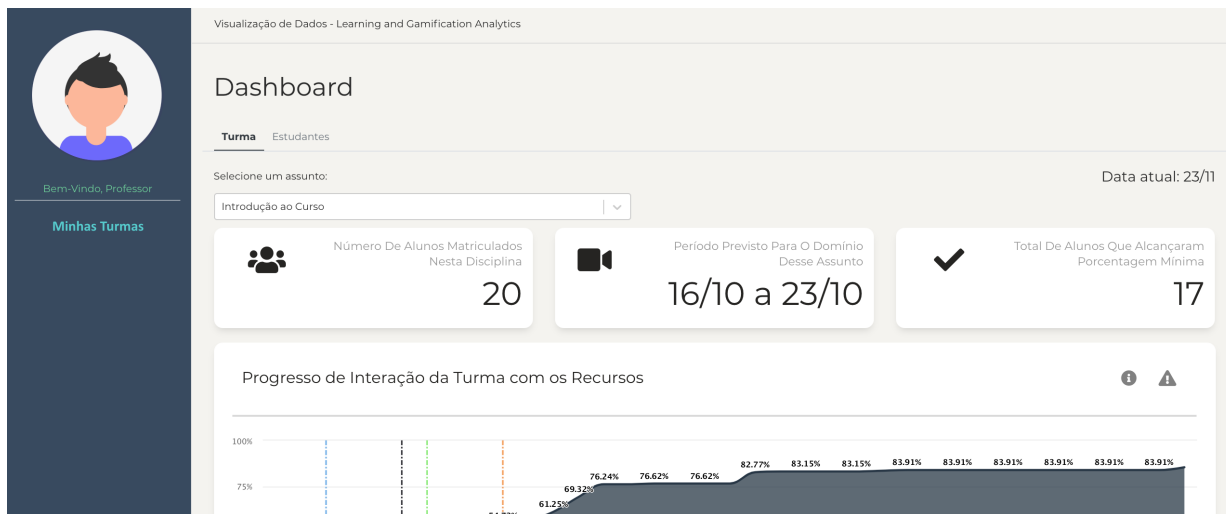 Visualização de Dados - Learning and Gamification Analytics
Bem-Vindo, Professor
Minhas Turmas
Dashboard
Turma Estudantes
Selecione um assunto:
Data atual: 23/11
Introdução ao Curso
Número De Alunos Matriculados
Nesta Disciplina
20
Período Previsto Para O Domínio
Desse Assunto
16/10 a 23/10
Total De Alunos Que Alcançaram
Porcentagem Mínima
17
Progresso de Interação da Turma com os Recursos
100%
75%
61.25%
69.32%
76.24%
76.62%
76.62%
82.77%
83.15%
83.15%
83.91%
83.91%
83.91%
83.91%
83.91%
83.91%